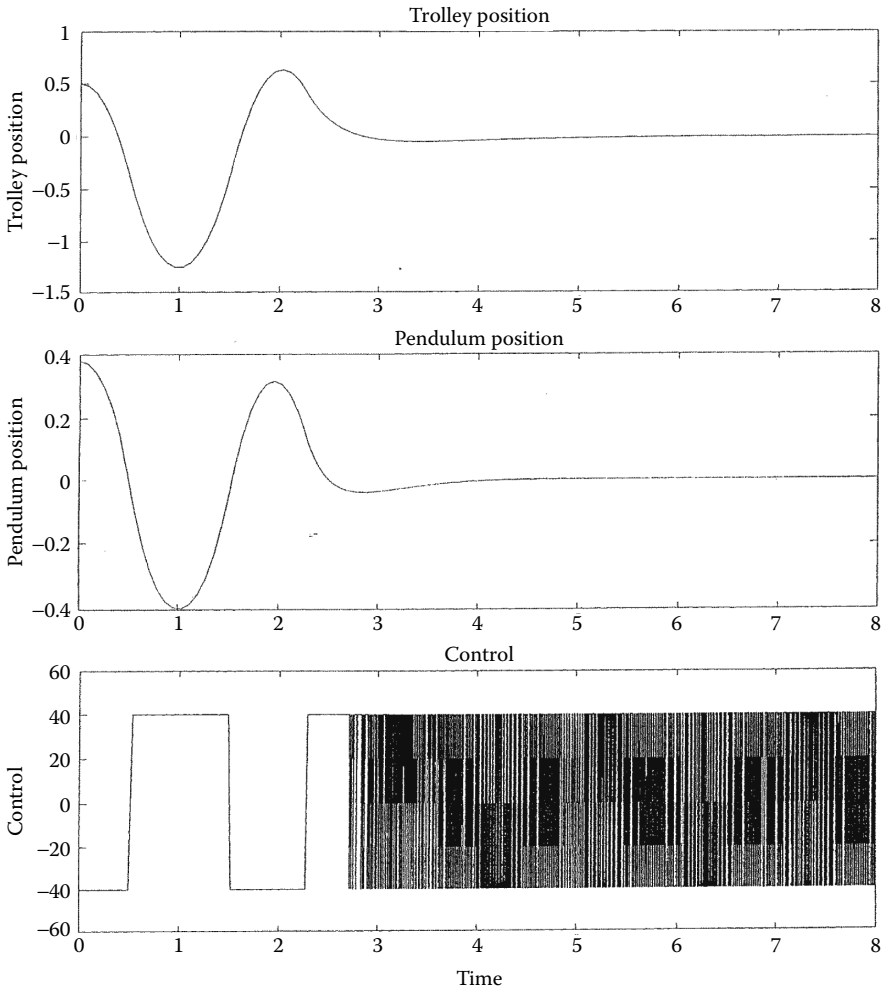 Trolley position
Trolley position
1
0.5
0
−0.5
−1
−1.5
0 1 2 3 4 5 6 7 8
Pendulum position
Pendulum position
0.4
0.2
0
−0.2
−0.4
0 1 2 3 4 5 6 7 8
Control
Control
60
40
20
0
−20
−40
−60
0 1 2 3 4 5 6 7 8
Time